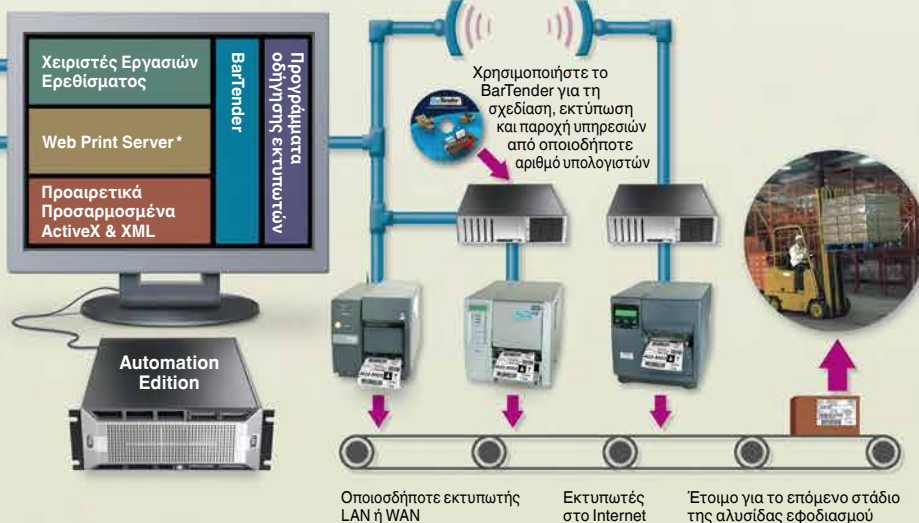 Χειριστές Εργασιών
Ερεθίσματος
Web Print Server*
Προαιρετικά
Προσαρμοσμένα
ActiveX & XML
BarTender
Προγράμματα
οδήγησης εκτυπωτών
Χρησιμοποιήστε το
BarTender για τη
σχεδίαση, εκτύπωση
και παροχή υπηρεσιών
από οποιοδήποτε
αριθμό υπολογιστών
Automation
Edition
Οποιοσδήποτε εκτυπωτής
LAN ή WAN
Εκτυπωτές
στο Internet
Έτοιμο για το επόμενο στάδιο
της αλυσίδας εφοδιασμού